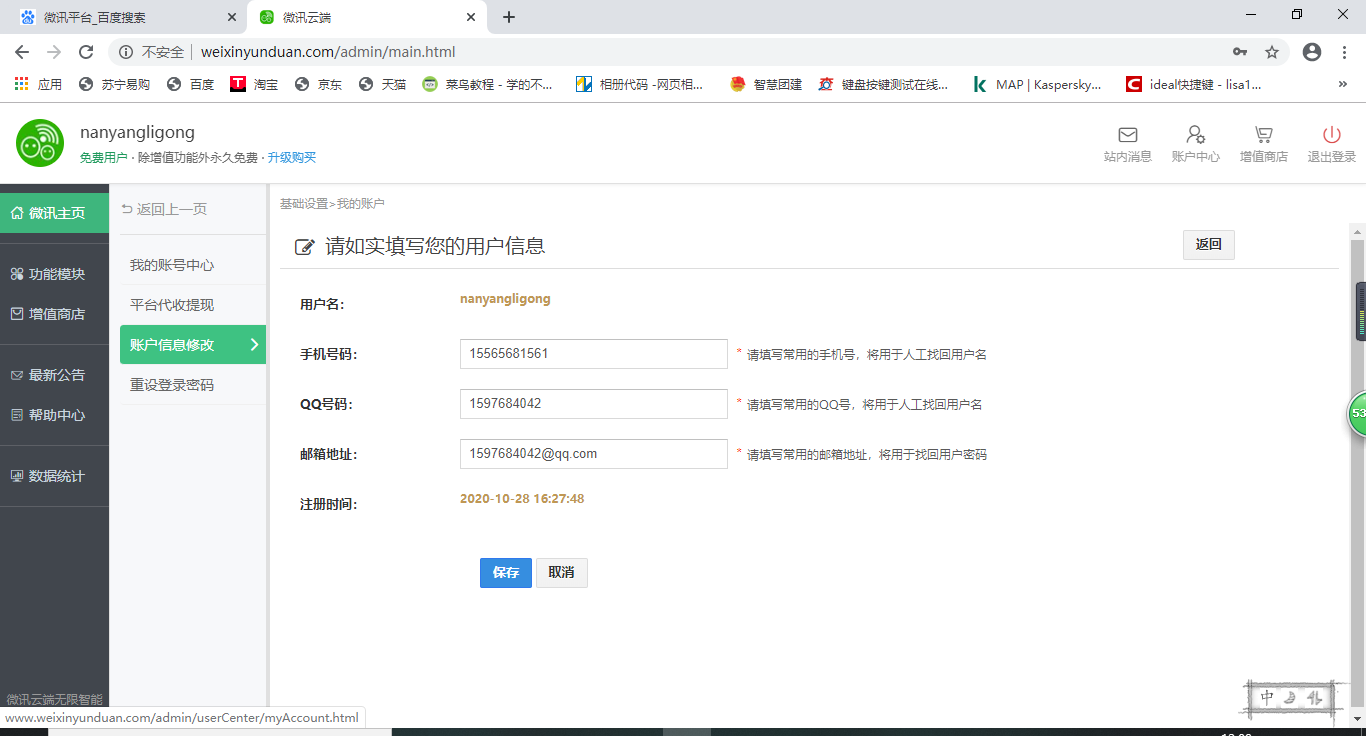 微讯平台_百度搜索
微讯云端
不安全 weixinyunduan.com/admin/main.html
应用 苏宁易购 百度 淘宝 京东 天猫 菜鸟教程 - 学的不... 相册代码 -网页相... 智慧团建 键盘按键测试在线... MAP | Kaspersky... ideal快捷键 - lisa1... »
nanyangligong
免费用户 · 除增值功能外永久免费 · 升级购买
站内消息 账户中心 增值商店 退出登录
微讯主页
功能模块
增值商店
最新公告
帮助中心
数据统计
微讯云端无限智能
返回上一页
我的账号中心
平台代收提现
账户信息修改
重设登录密码
基础设置>我的账户
请如实填写您的用户信息 返回
用户名: nanyangligong
手机号码: 15565681561 * 请填写常用的手机号，将用于人工找回用户名
QQ号码: 1597684042 * 请填写常用的QQ号，将用于人工找回用户名
邮箱地址: 1597684042@qq.com * 请填写常用的邮箱地址，将用于找回用户密码
注册时间: 2020-10-28 16:27:48
保存 取消
53
中
www.weixinyunduan.com/admin/userCenter/myAccount.html